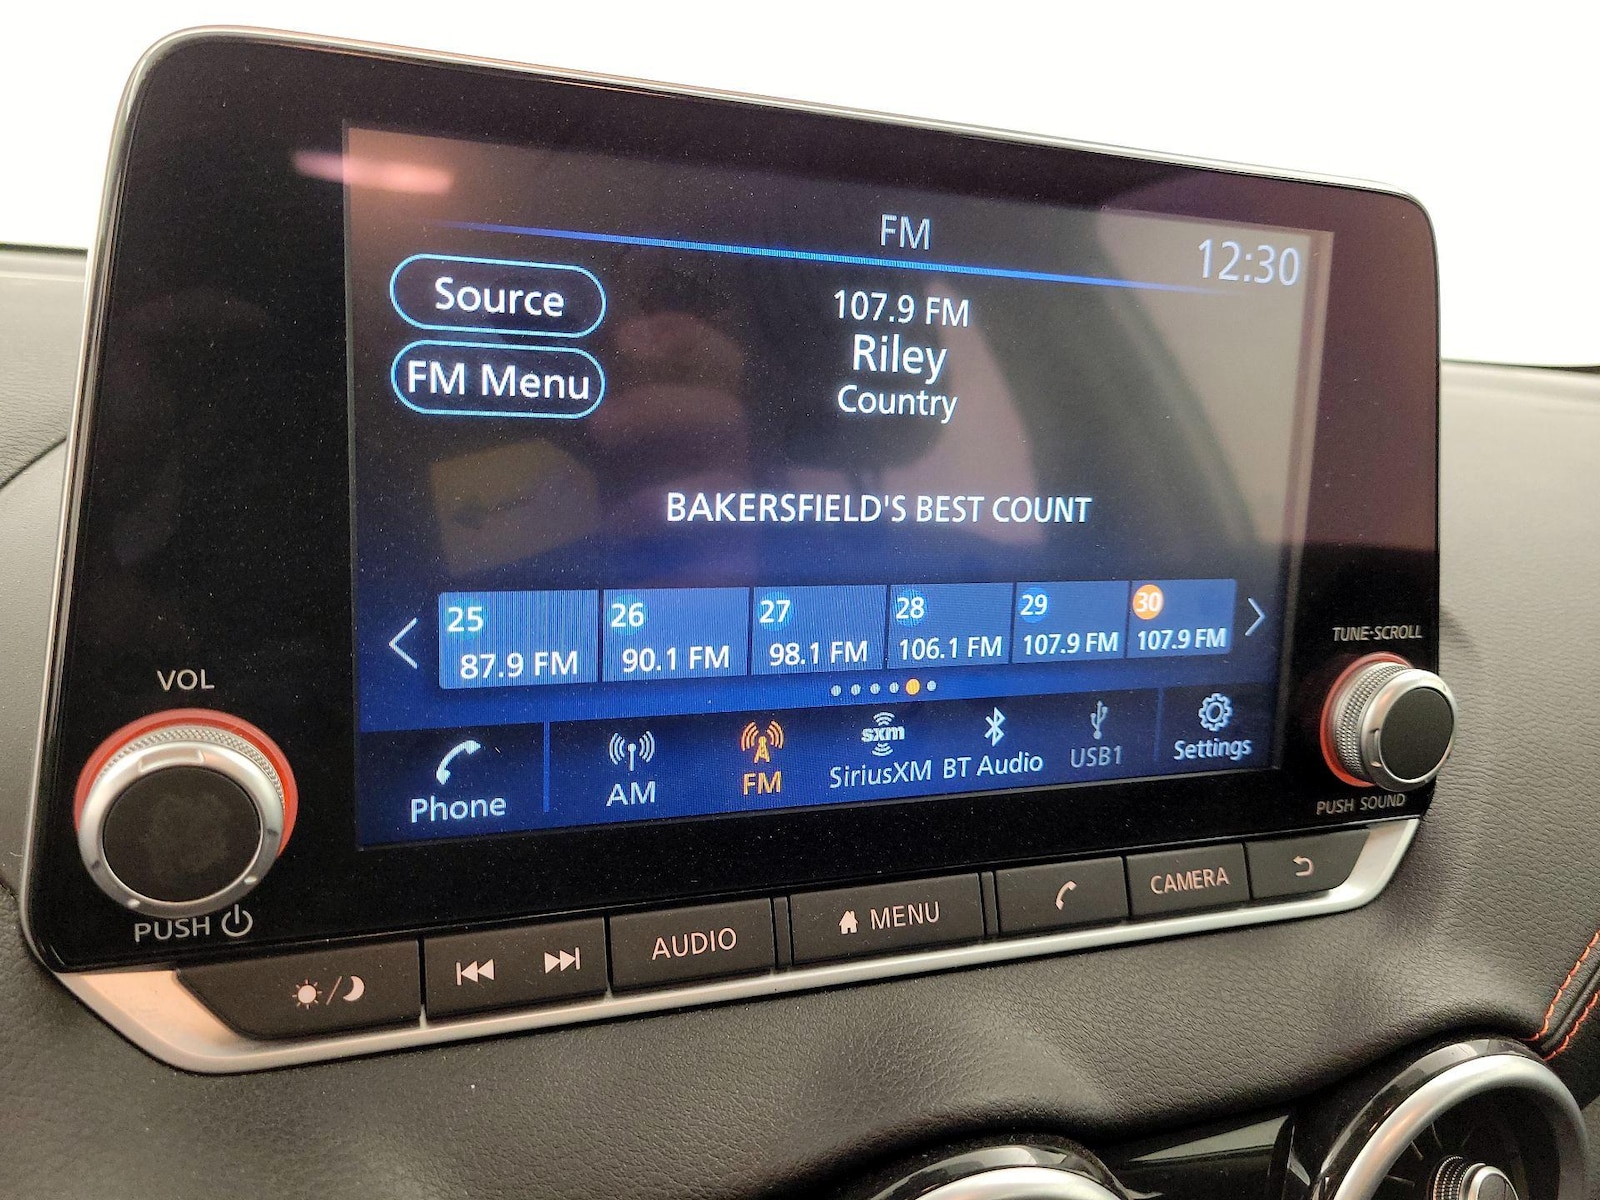 FM
12:30
Source
107.9 FM
Riley
FM Menu
Country
BAKERSFIELD'S BEST COUNT
25 26 27 28 29 30
87.9 FM 90.1 FM 98.1 FM 106.1 FM 107.9 FM 107.9 FM
sxm
Phone AM FM SiriusXM BT Audio USB1 Settings
VOL
PUSH
TUNE·SCROLL
PUSH SOUND
AUDIO MENU CAMERA